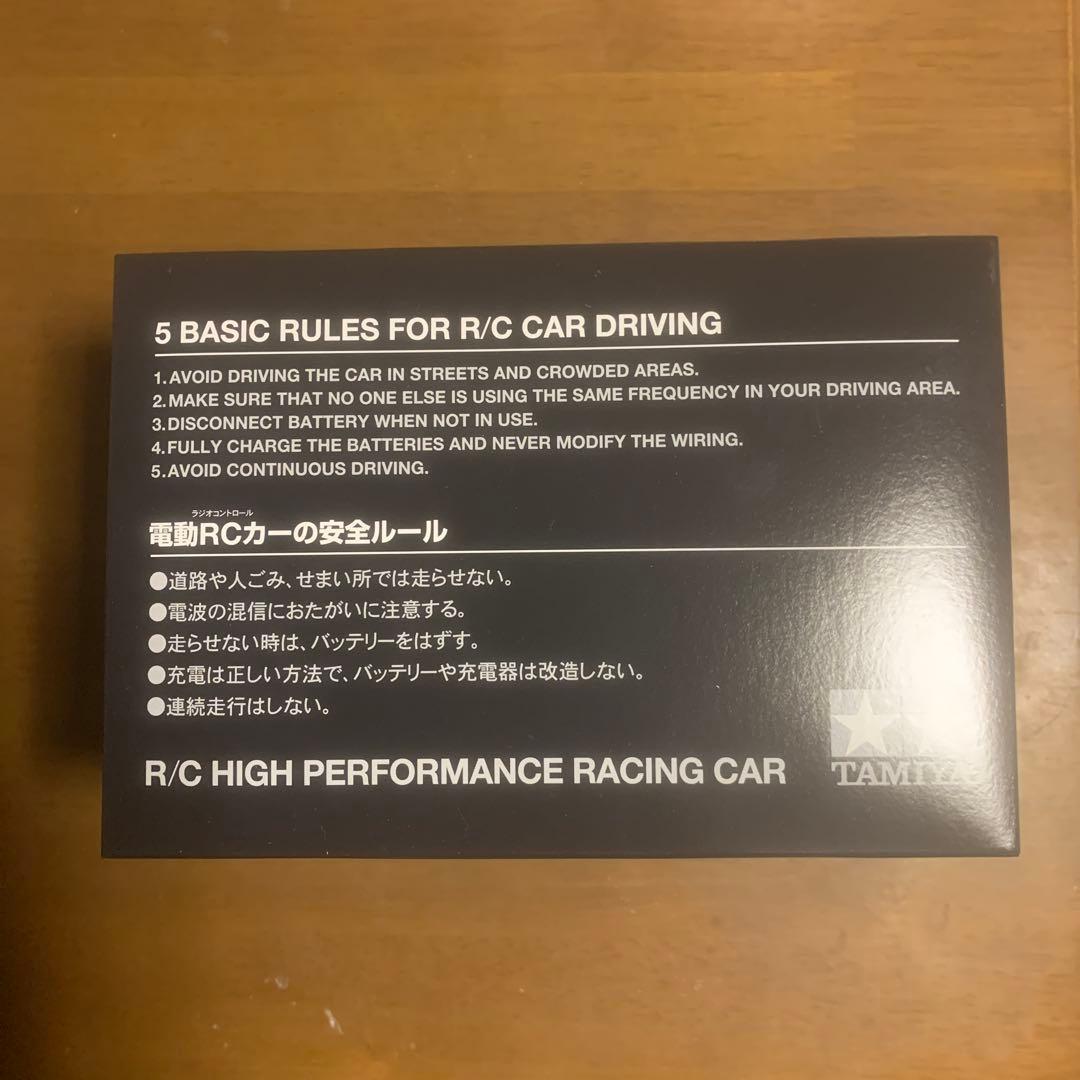 5 BASIC RULES FOR R/C CAR DRIVING
1.AVOID DRIVING THE CAR IN STREETS AND CROWDED AREAS.
2.MAKE SURE THAT NO ONE ELSE IS USING THE SAME FREQUENCY IN YOUR DRIVING AREA.
3.DISCONNECT BATTERY WHEN NOT IN USE.
4.FULLY CHARGE THE BATTERIES AND NEVER MODIFY THE WIRING.
5.AVOID CONTINUOUS DRIVING.
ラジオコントロール
電動RCカーの安全ルール
●道路や人ごみ、せまい所では走らせない。
●電波の混信におたがいに注意する。
●走らせない時は、バッテリーをはずす。
●充電は正しい方法で、バッテリーや充電器は改造しない。
●連続走行はしない。
R/C HIGH PERFORMANCE RACING CAR
TAMIYA